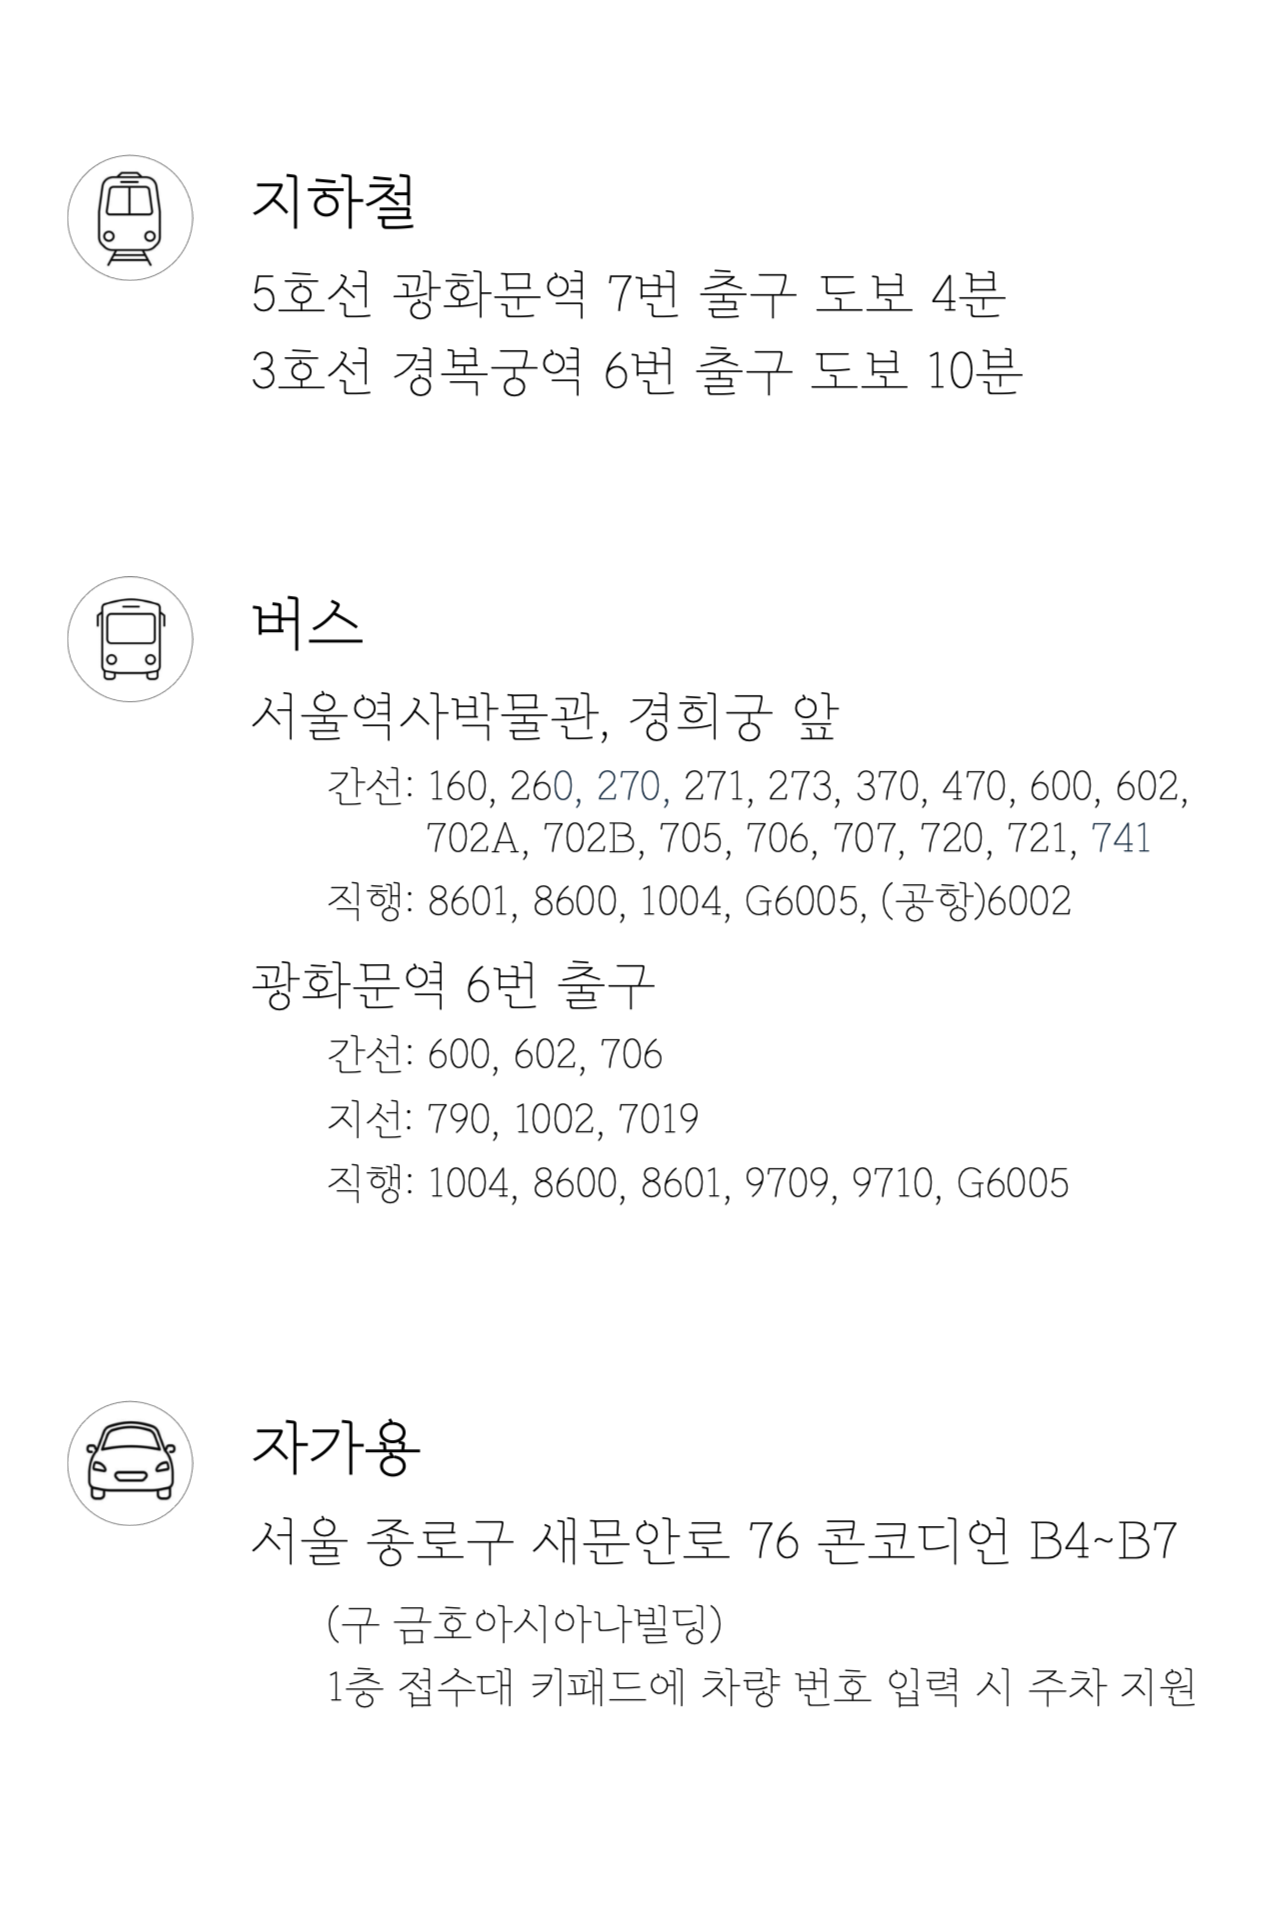 지하철
5호선 광화문역 7번 출구 도보 4분
3호선 경복궁역 6번 출구 도보 10분
버스
서울역사박물관, 경희궁 앞
간선: 160, 260, 270, 271, 273, 370, 470, 600, 602,
702A, 702B, 705, 706, 707, 720, 721, 741
직행: 8601, 8600, 1004, G6005, (공항)6002
광화문역 6번 출구
간선: 600, 602, 706
지선: 790, 1002, 7019
직행: 1004, 8600, 8601, 9709, 9710, G6005
자가용
서울 종로구 새문안로 76 콘코디언 B4~B7
(구 금호아시아나빌딩)
1층 접수대 키패드에 차량 번호 입력 시 주차 지원